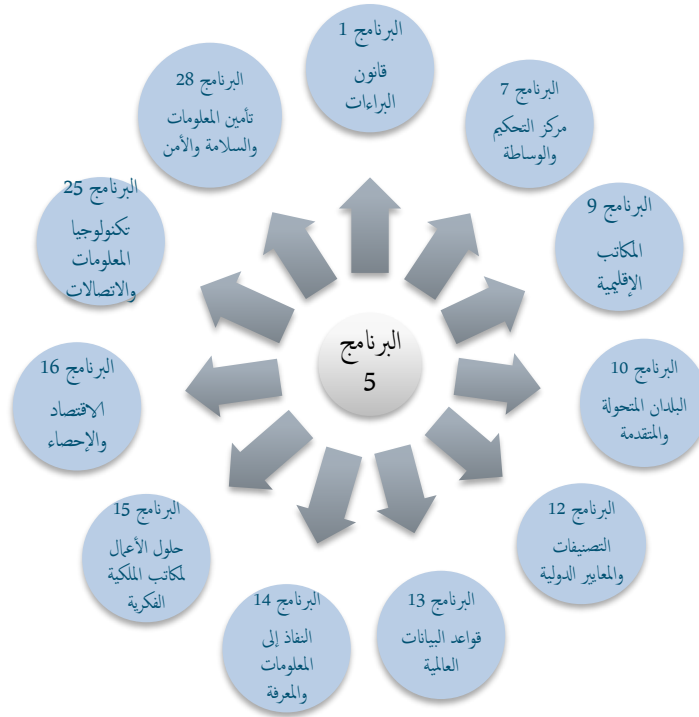 البرنامج 1
قانون
البراءات
البرنامج 7
مركز التحكيم
والوساطة
البرنامج 9
المكاتب
الإقليمية
البرنامج 10
البلدان المتحولة
والمتقدمة
البرنامج 12
التصنيفات
والمعايير الدولية
البرنامج 13
قواعد البيانات
العالمية
البرنامج 14
النفاذ إلى
المعلومات
والمعرفة
البرنامج 15
حلول الأعمال
لمكاتب الملكية
الفكرية
البرنامج 16
الاقتصاد
والإحصاء
البرنامج 25
تكنولوجيا
المعلومات
والاتصالات
البرنامج 28
تأمين المعلومات
والسلامة والأمن
البرنامج
5